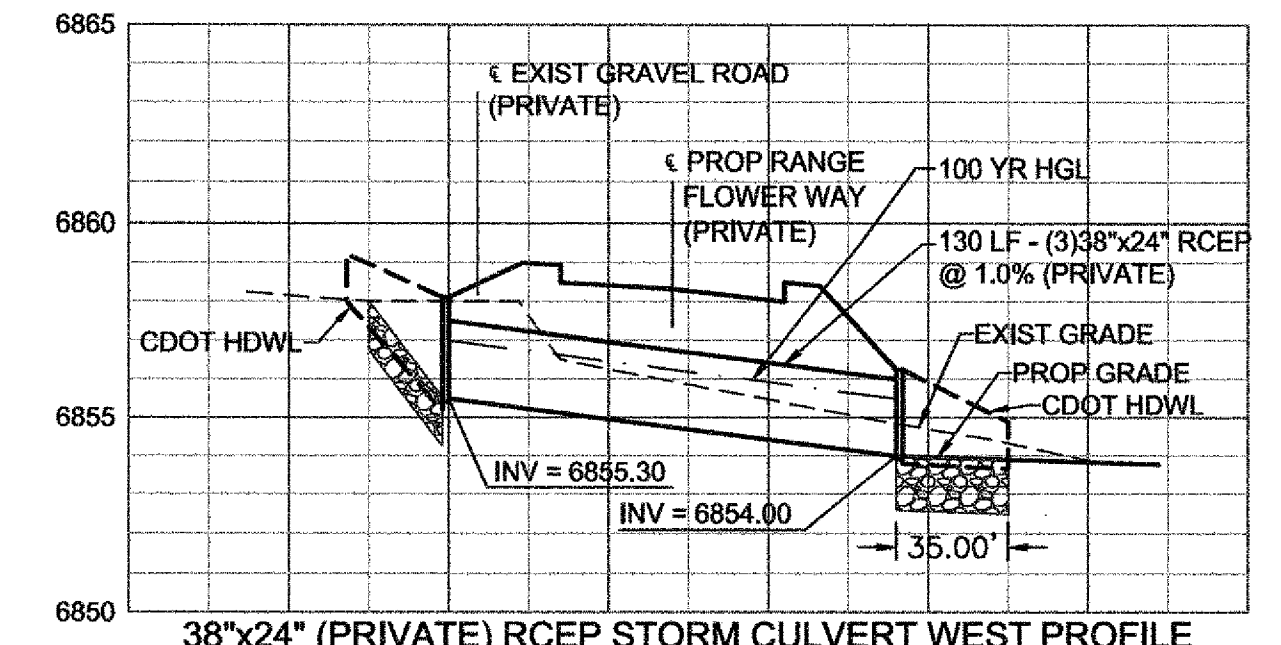 6865
℄ EXIST GRAVEL ROAD
(PRIVATE)
℄ PROP RANGE
FLOWER WAY
(PRIVATE)
100 YR HGL
6860
130 LF - (3)38"x24" RCEP
@ 1.0% (PRIVATE)
CDOT HDWL
EXIST GRADE
PROP GRADE
CDOT HDWL
6855
INV = 6855.30
INV = 6854.00
35.00'
6850
38"x24" (PRIVATE) RCEP STORM CULVERT WEST PROFILE